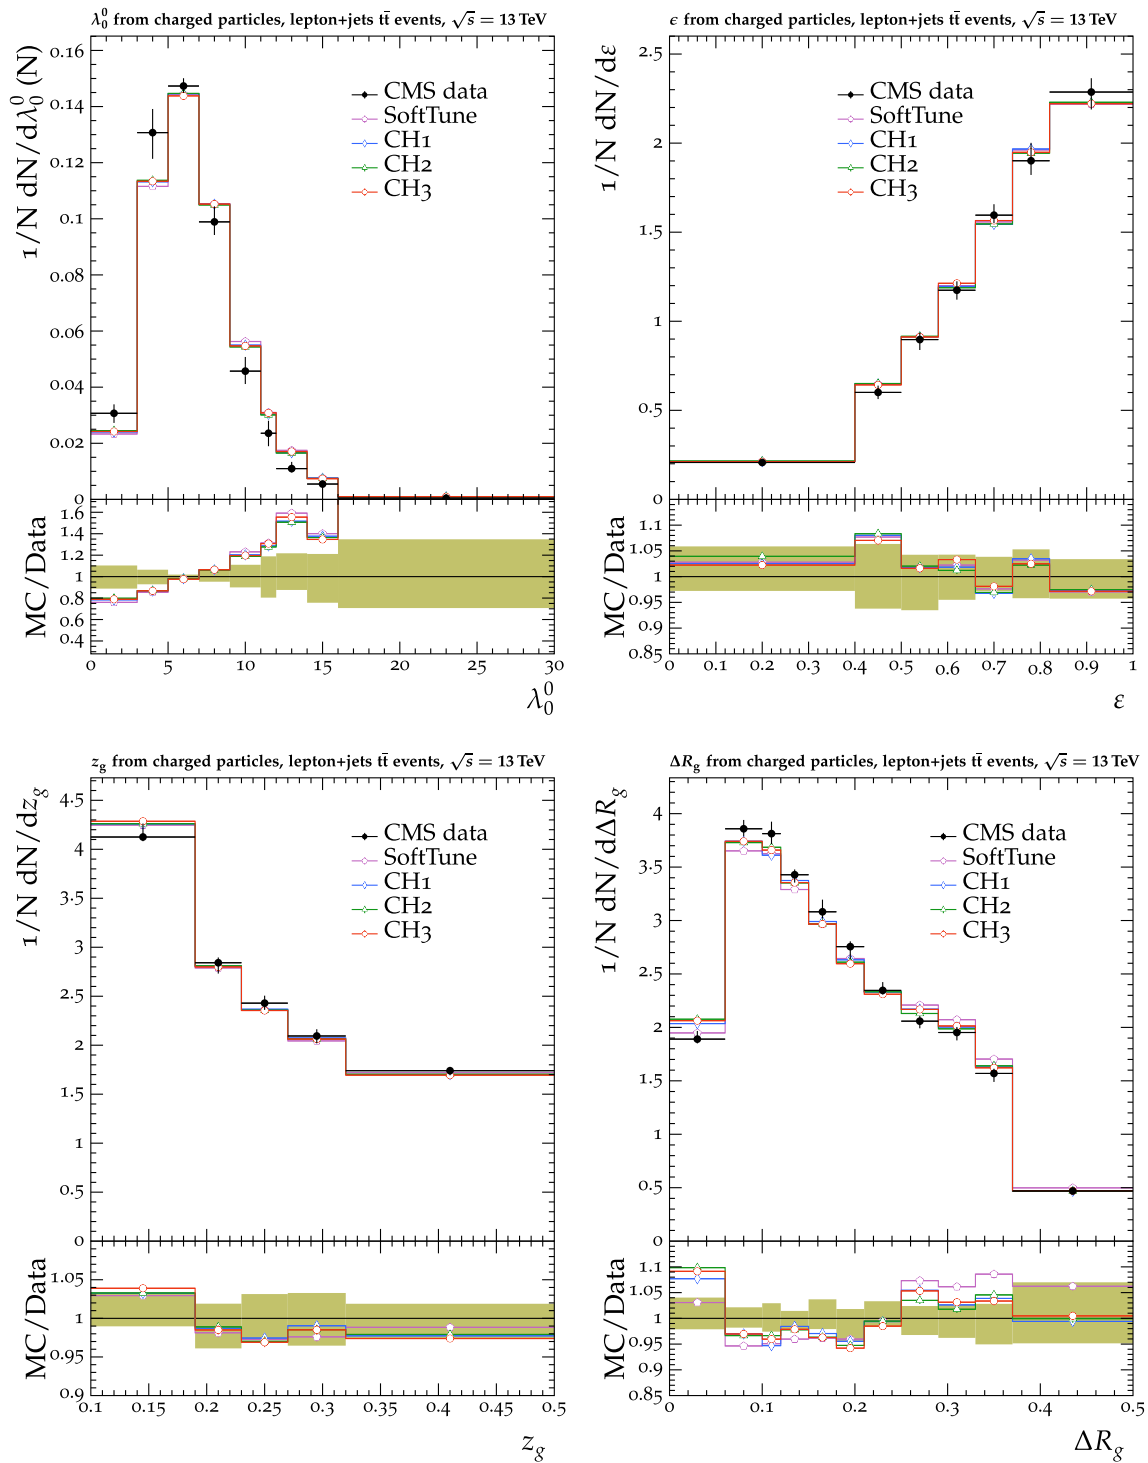 λ₀⁰ from charged particles, lepton+jets tt̄ events, √s = 13 TeV
1/N dN/dλ₀⁰ (N)
0.16
0.14
0.12
0.1
0.08
0.06
0.04
0.02
0
CMS data
SoftTune
CH1
CH2
CH3
MC/Data
1.6
1.4
1.2
1
0.8
0.6
0.4
0 5 10 15 20 25 30
λ₀⁰
ε from charged particles, lepton+jets tt̄ events, √s = 13 TeV
1/N dN/dε
2.5
2
1.5
1
0.5
0
CMS data
SoftTune
CH1
CH2
CH3
MC/Data
1.1
1.05
1
0.95
0.9
0.85
0 0.1 0.2 0.3 0.4 0.5 0.6 0.7 0.8 0.9 1
ε
z_g from charged particles, lepton+jets tt̄ events, √s = 13 TeV
1/N dN/dz_g
4.5
4
3.5
3
2.5
2
1.5
1
0.5
0
CMS data
SoftTune
CH1
CH2
CH3
MC/Data
1.05
1
0.95
0.9
0.1 0.15 0.2 0.25 0.3 0.35 0.4 0.45 0.5
z_g
ΔR_g from charged particles, lepton+jets tt̄ events, √s = 13 TeV
1/N dN/dΔR_g
4
3.5
3
2.5
2
1.5
1
0.5
0
CMS data
SoftTune
CH1
CH2
CH3
MC/Data
1.1
1.05
1
0.95
0.9
0.85
0 0.1 0.2 0.3 0.4 0.5
ΔR_g